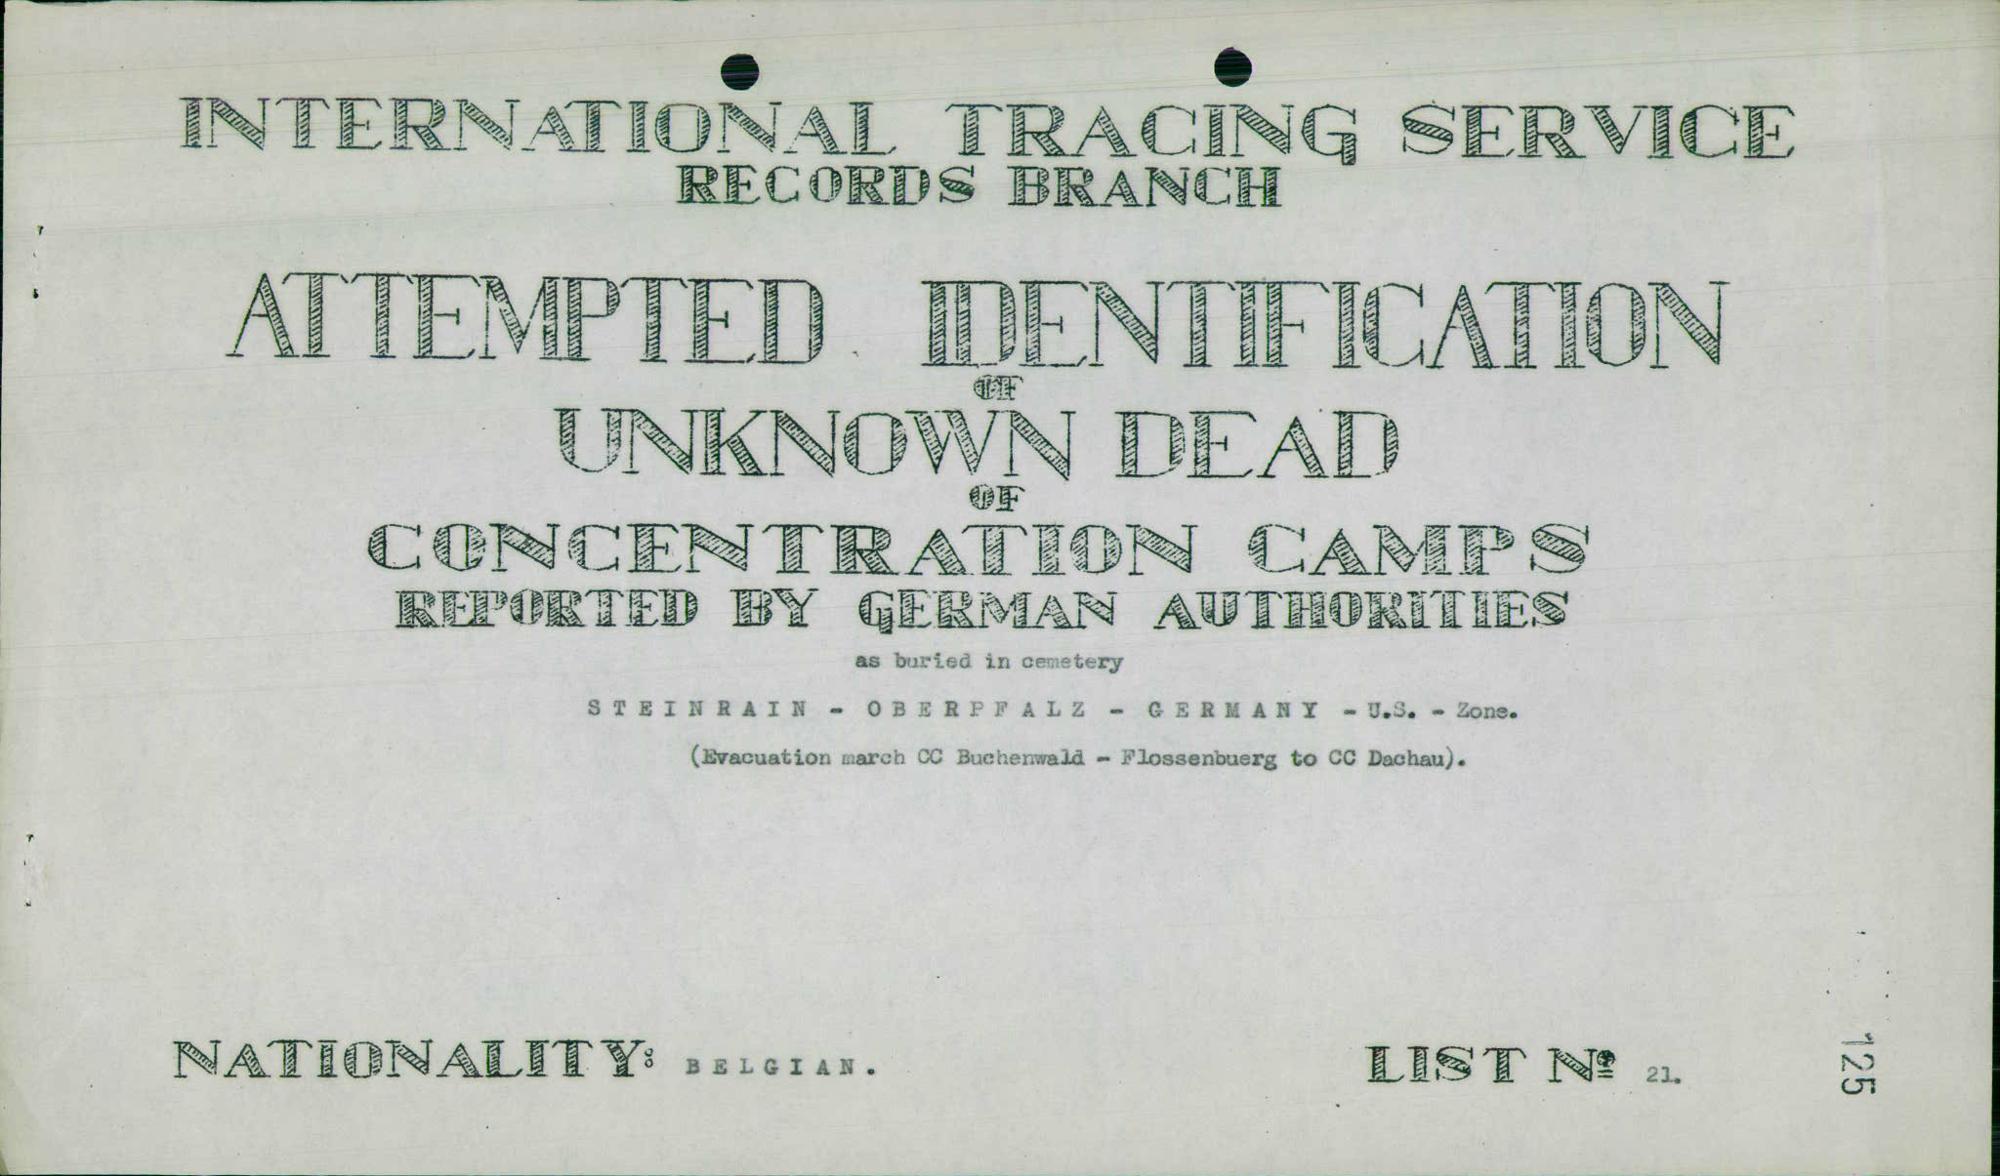 INTERNATIONAL TRACING SERVICE
RECORDS BRANCH
ATTEMPTED IDENTIFICATION
OF
UNKNOWN DEAD
OF
CONCENTRATION CAMPS
REPORTED BY GERMAN AUTHORITIES
as buried in cemetery
STEINRAIN - OBERPFALZ - GERMANY - U.S. - Zone.
(Evacuation march CC Buchenwald - Flossenbuerg to CC Dachau).
NATIONALITY: BELGIAN.
LIST Nº 21.
125